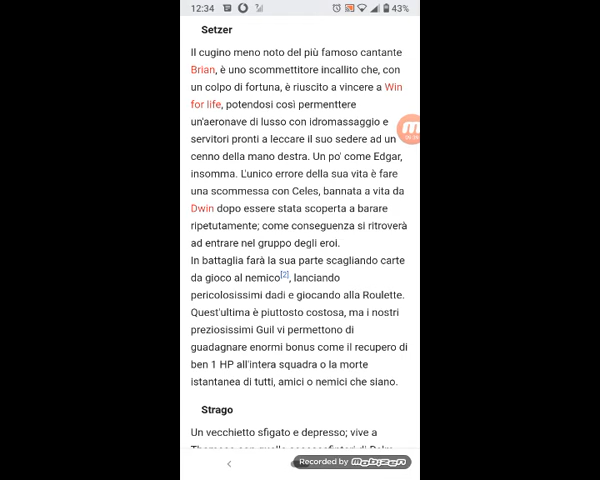 12:34
43%
Setzer
Il cugino meno noto del più famoso cantante
Brian, è uno scommettitore incallito che, con
un colpo di fortuna, è riuscito a vincere a Win
for life, potendosi così permenttere
un'aeronave di lusso con idromassaggio e
servitori pronti a leccare il suo sedere ad un
cenno della mano destra. Un po' come Edgar,
insomma. L'unico errore della sua vita è fare
una scommessa con Celes, bannata a vita da
Dwin dopo essere stata scoperta a barare
ripetutamente; come conseguenza si ritroverà
ad entrare nel gruppo degli eroi.
In battaglia farà la sua parte scagliando carte
da gioco al nemico[2], lanciando
pericolosissimi dadi e giocando alla Roulette.
Quest'ultima è piuttosto costosa, ma i nostri
preziosissimi Guil vi permettono di
guadagnare enormi bonus come il recupero di
ben 1 HP all'intera squadra o la morte
istantanea di tutti, amici o nemici che siano.
Strago
Un vecchietto sfigato e depresso; vive a
Recorded by mobizen